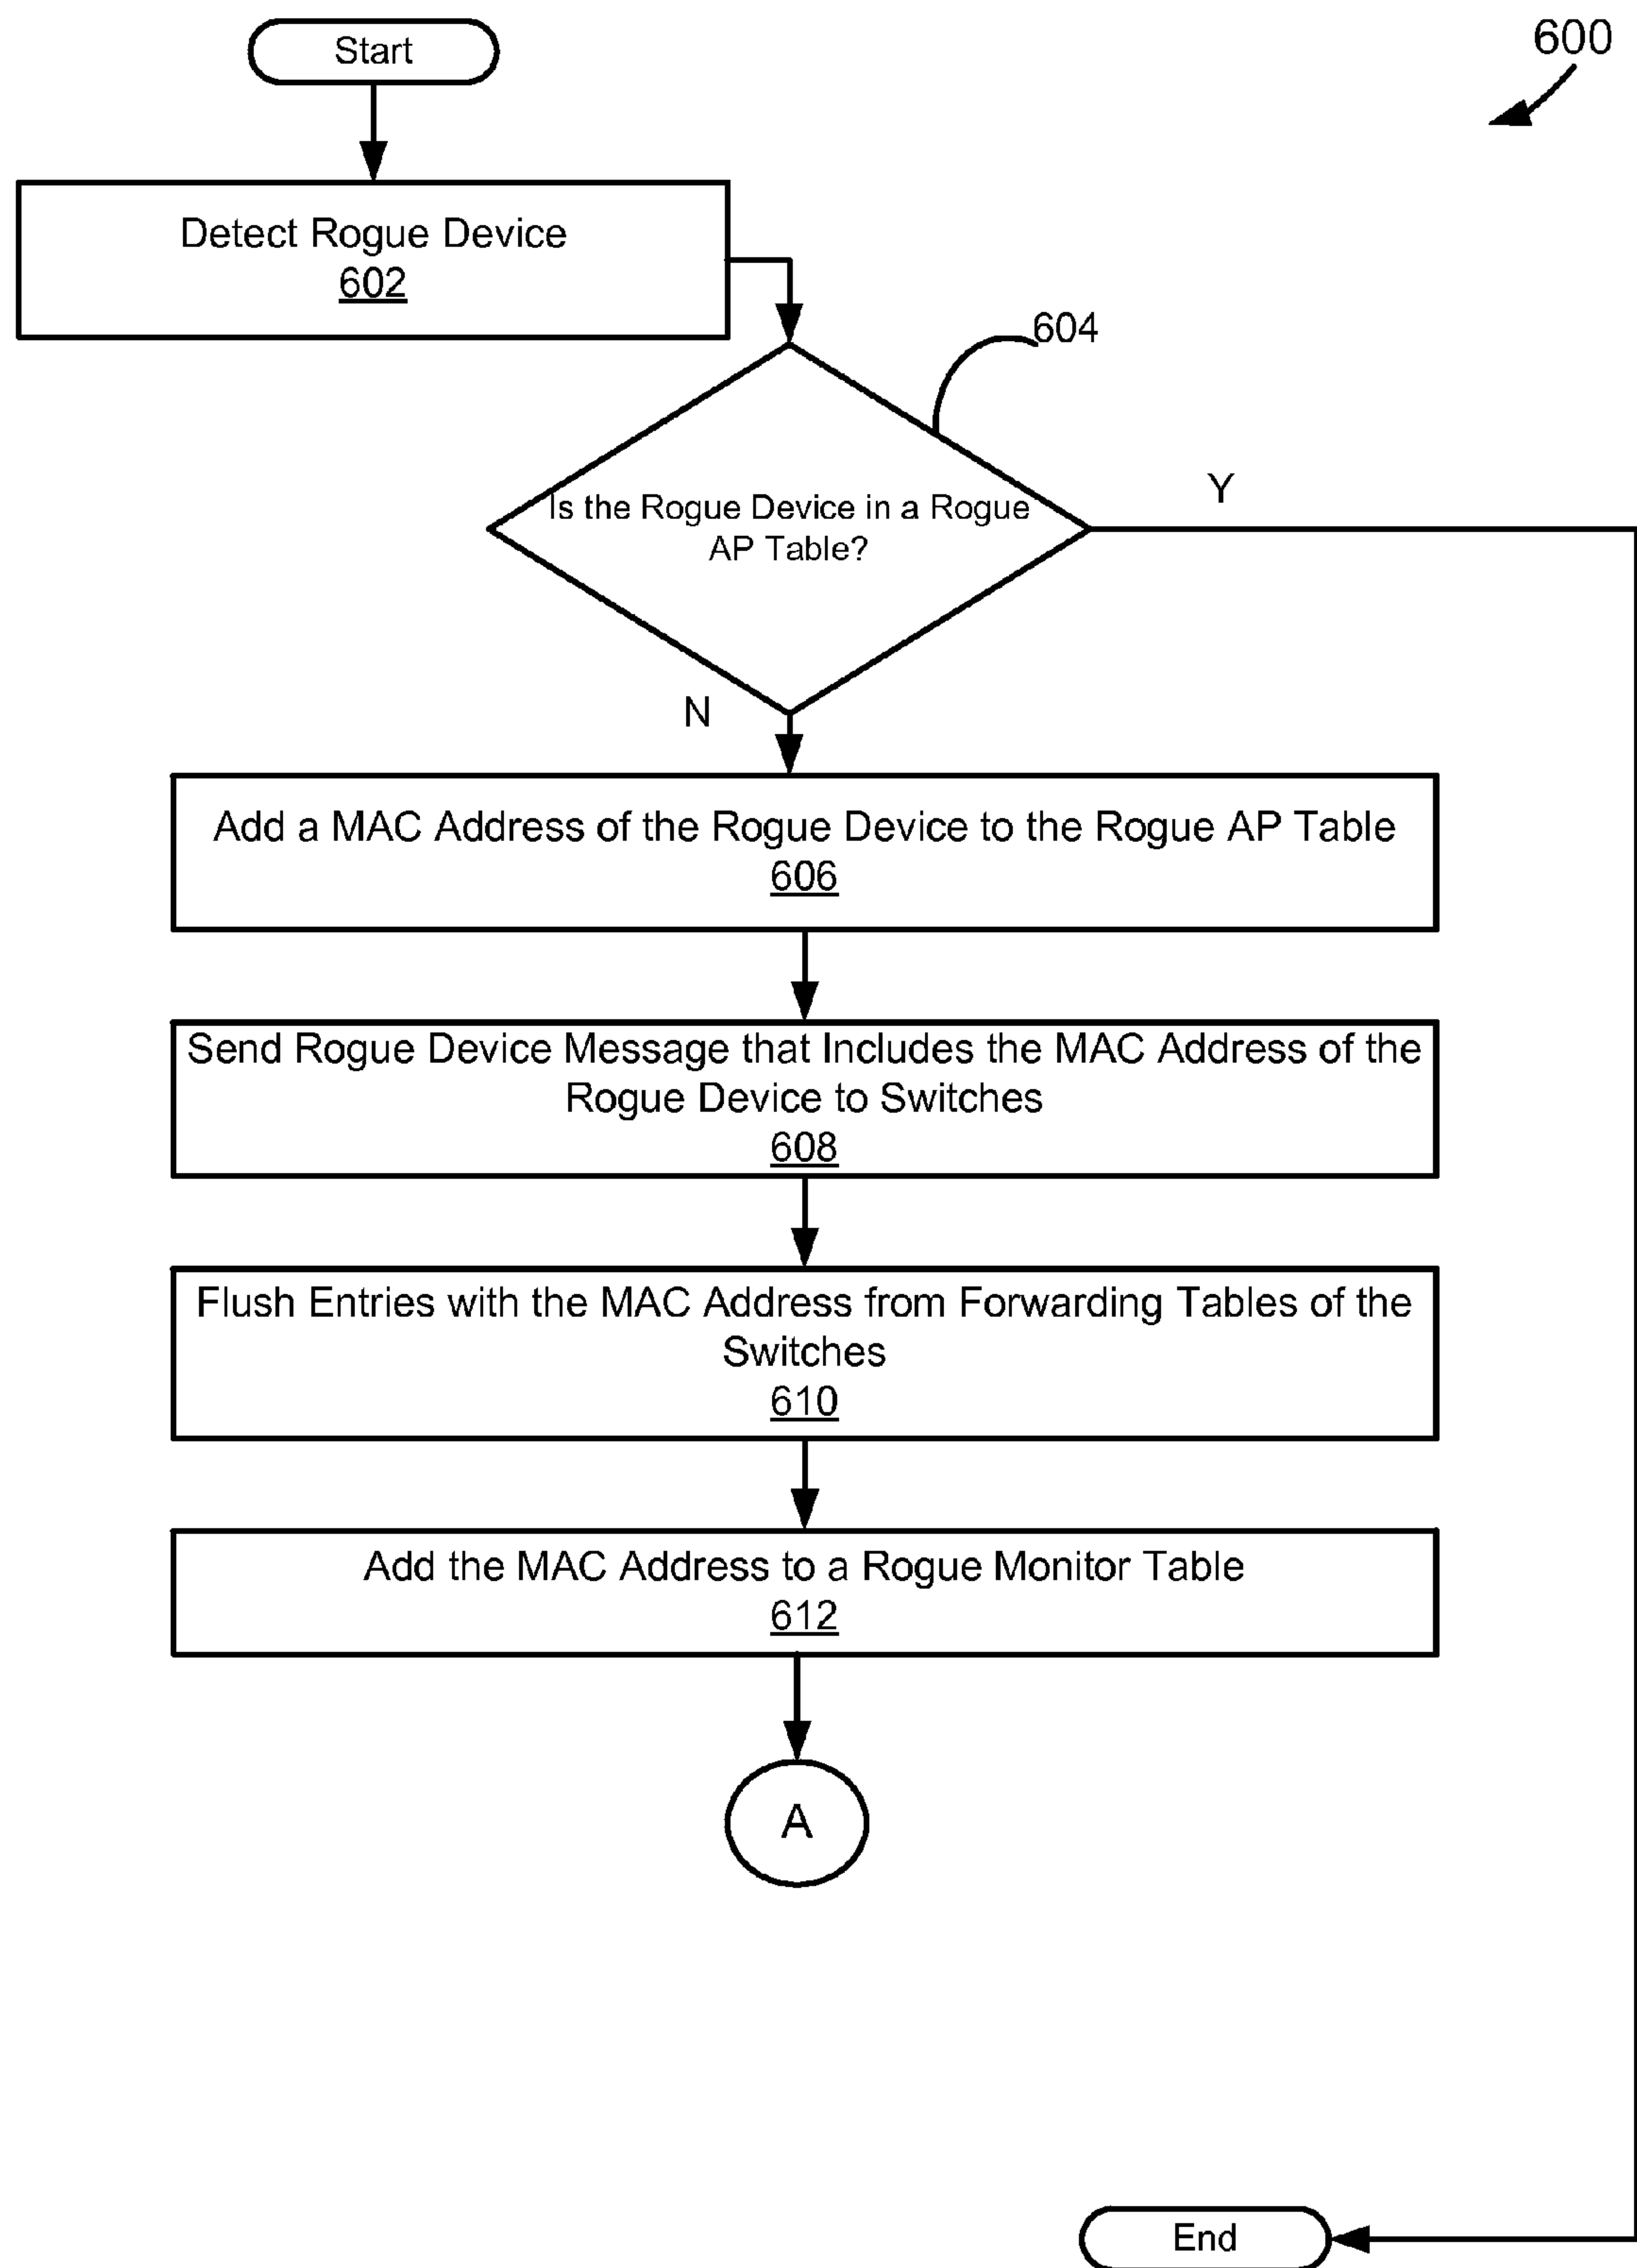 600
Start
Detect Rogue Device
602
604
Is the Rogue Device in a Rogue
AP Table?
Y
N
Add a MAC Address of the Rogue Device to the Rogue AP Table
606
Send Rogue Device Message that Includes the MAC Address of the
Rogue Device to Switches
608
Flush Entries with the MAC Address from Forwarding Tables of the
Switches
610
Add the MAC Address to a Rogue Monitor Table
612
A
End